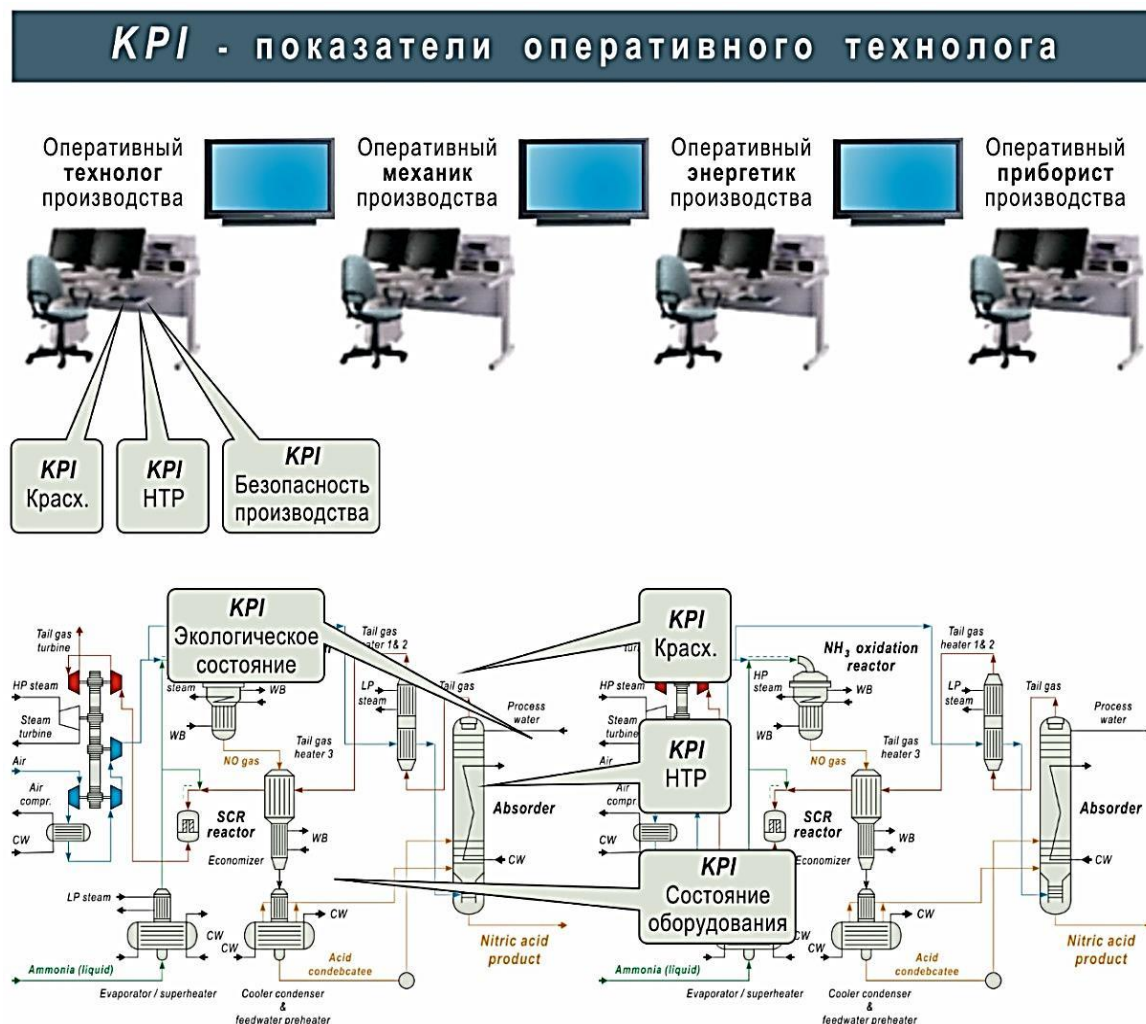 KPI - показатели оперативного технолога
Оперативный
технолог
производства
Оперативный
механик
производства
Оперативный
энергетик
производства
Оперативный
приборист
производства
KPI
Красх.
KPI
НТР
KPI
Безопасность
производства
KPI
Экологическое
состояние
Tail gas
turbine
HP steam
Steam
turbine
Air
Air
compr.
CW
LP steam
Ammonia (liquid)
Evaporator / superheater
steam
WB
WB
NO gas
SCR
reactor
Economizer
WB
CW
CW
CW
Cooler condenser
&
feedwater preheater
Acid
condebcatee
Tail gas
heater 3
Tail gas
eater 1& 2
LP
steam
Tail gas
Process
water
Absorder
CW
Nitric acid
product
KPI
Красх.
KPI
НТР
KPI
Состояние
оборудования
HP steam
Steam
turbine
Air
Air
compr.
CW
Ammonia (liquid)
Evaporator / superheater
NH3 oxidation
reactor
HP
steam
WB
WB
NO gas
SCR
reactor
Economizer
WB
CW
CW
CW
Cooler condenser
&
feedwater preheater
Acid
condebcatee
Tail gas
heater 3
Tail gas
heater 1& 2
LP
steam
Tail gas
Process
water
Absorder
CW
Nitric acid
product